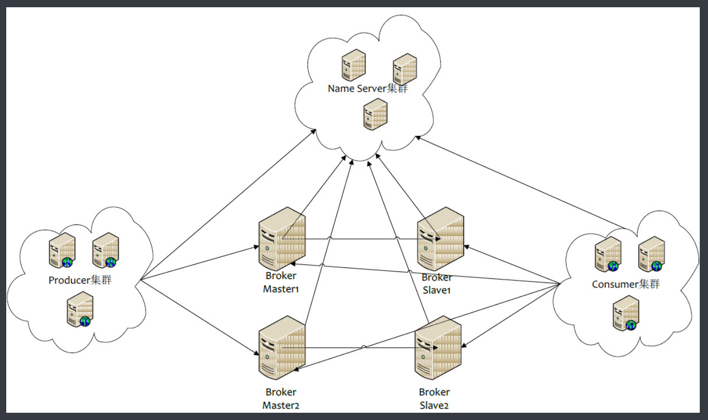 Name Server集群
Producer集群
Broker
Master1
Broker
Slave1
Consumer集群
Broker
Master2
Broker
Slave2